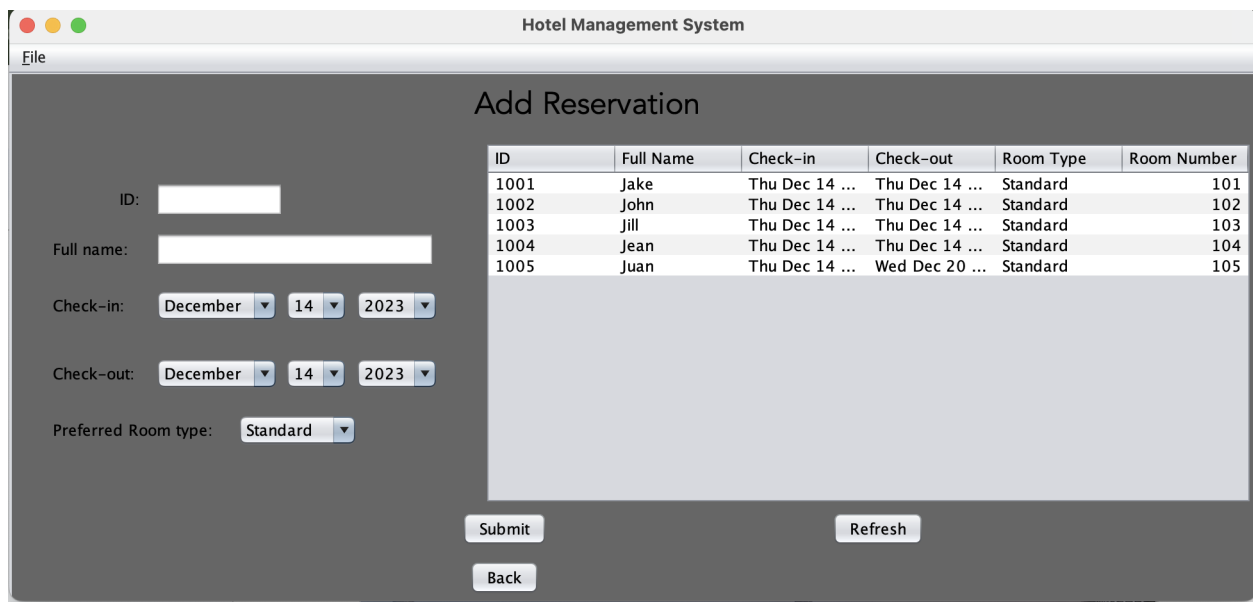 Hotel Management System
File
Add Reservation
ID:
Full name:
Check-in: December 14 2023
Check-out: December 14 2023
Preferred Room type: Standard
ID Full Name Check-in Check-out Room Type Room Number
1001 Jake Thu Dec 14 ... Thu Dec 14 ... Standard 101
1002 John Thu Dec 14 ... Thu Dec 14 ... Standard 102
1003 Jill Thu Dec 14 ... Thu Dec 14 ... Standard 103
1004 Jean Thu Dec 14 ... Thu Dec 14 ... Standard 104
1005 Juan Thu Dec 14 ... Wed Dec 20 ... Standard 105
Submit Refresh
Back